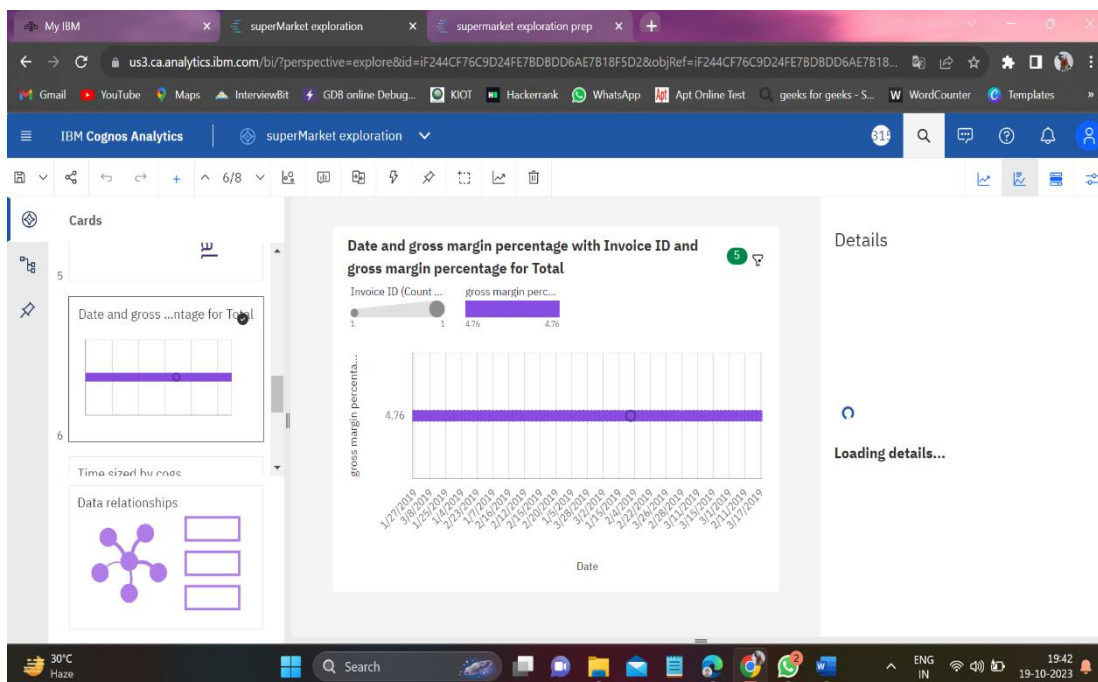 My IBM
superMarket exploration
supermarket exploration prep
us3.ca.analytics.ibm.com/bi/?perspective=explore&id=iF244CF76C9D24FE7BDBDD6AE7B18F5D2&objRef=iF244CF76C9D24FE7BDBDD6AE7B18...
Gmail YouTube Maps InterviewBit GDB online Debug... KIOT Hackerrank WhatsApp Apt Online Test geeks for geeks - S... WordCounter Templates »
IBM Cognos Analytics superMarket exploration
6/8
Cards
5
Date and gross ...ntage for Total
6
Time sized by cogs
Data relationships
Date and gross margin percentage with Invoice ID and
gross margin percentage for Total
5
Invoice ID (Count ... gross margin perc...
1 1 4.76 4.76
gross margin percenta...
4.76
1/27/2019 3/8/2019 1/25/2019 1/4/2019 2/23/2019 1/7/2019 2/16/2019 2/12/2019 2/15/2019 2/20/2019 1/5/2019 3/28/2019 3/2/2019 1/15/2019 2/4/2019 2/22/2019 3/26/2019 2/28/2019 3/11/2019 3/15/2019 3/1/2019 2/11/2019 3/17/2019
Date
Details
Loading details...
30°C
Haze
Search
ENG
IN
19:42
19-10-2023